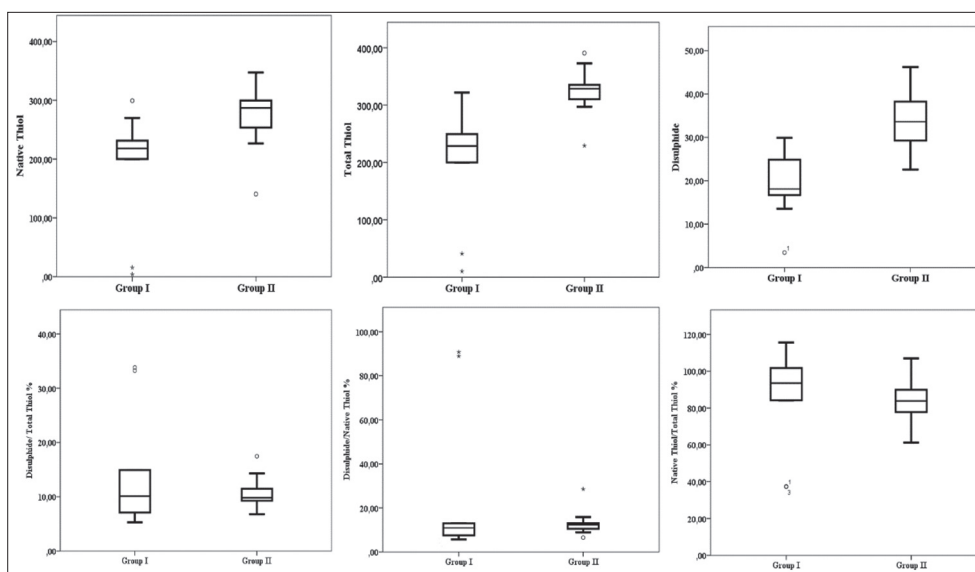 Native Thiol
400,00
300,00
200,00
100,00
,00
*
*
Group I
Group II
Total Thiol
400,00
300,00
200,00
100,00
,00
*
*
*
Group I
Group II
Disulphide
50,00
40,00
30,00
20,00
10,00
,00
1
Group I
Group II
Disulphide/ Total Thiol %
40,00
30,00
20,00
10,00
,00
Group I
Group II
Disulphide/Native Thiol %
100,00
80,00
60,00
40,00
20,00
,00
*
*
*
Group I
Group II
Native Thiol/Total Thiol %
120,00
100,00
80,00
60,00
40,00
20,00
,00
1
3
Group I
Group II